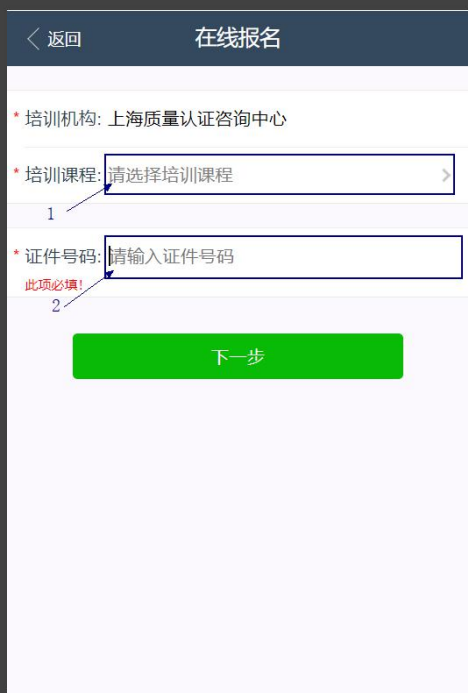 返回 在线报名
* 培训机构: 上海质量认证咨询中心
* 培训课程: 请选择培训课程
1
* 证件号码: 请输入证件号码
此项必填!
2
下一步